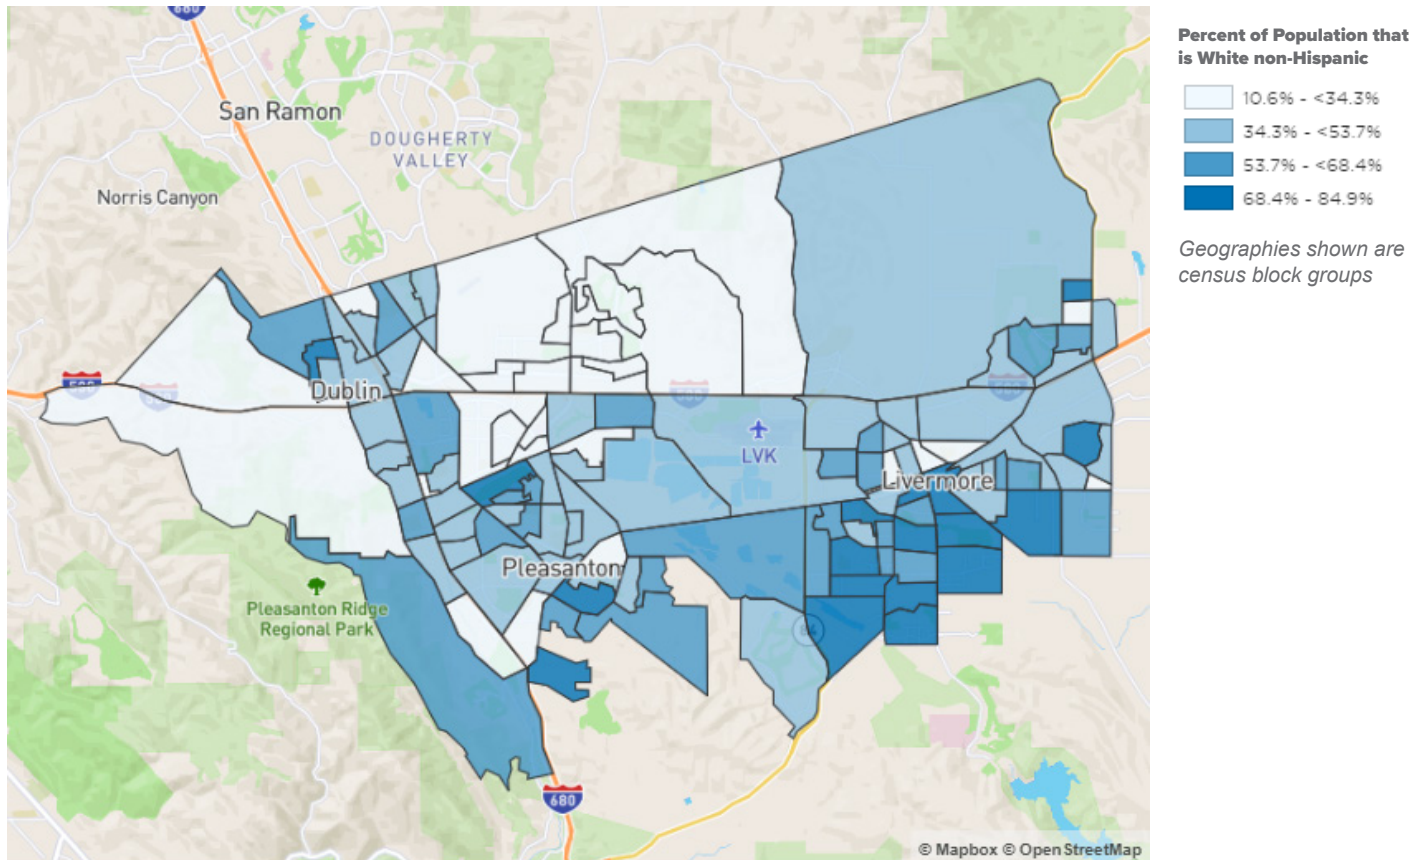 680
San Ramon
DOUGHERTY
VALLEY
Norris Canyon
580
Dublin
LVK
Livermore
Pleasanton
Pleasanton Ridge
Regional Park
84
680
© Mapbox © OpenStreetMap
Percent of Population that
is White non-Hispanic
10.6% - <34.3%
34.3% - <53.7%
53.7% - <68.4%
68.4% - 84.9%
Geographies shown are
census block groups